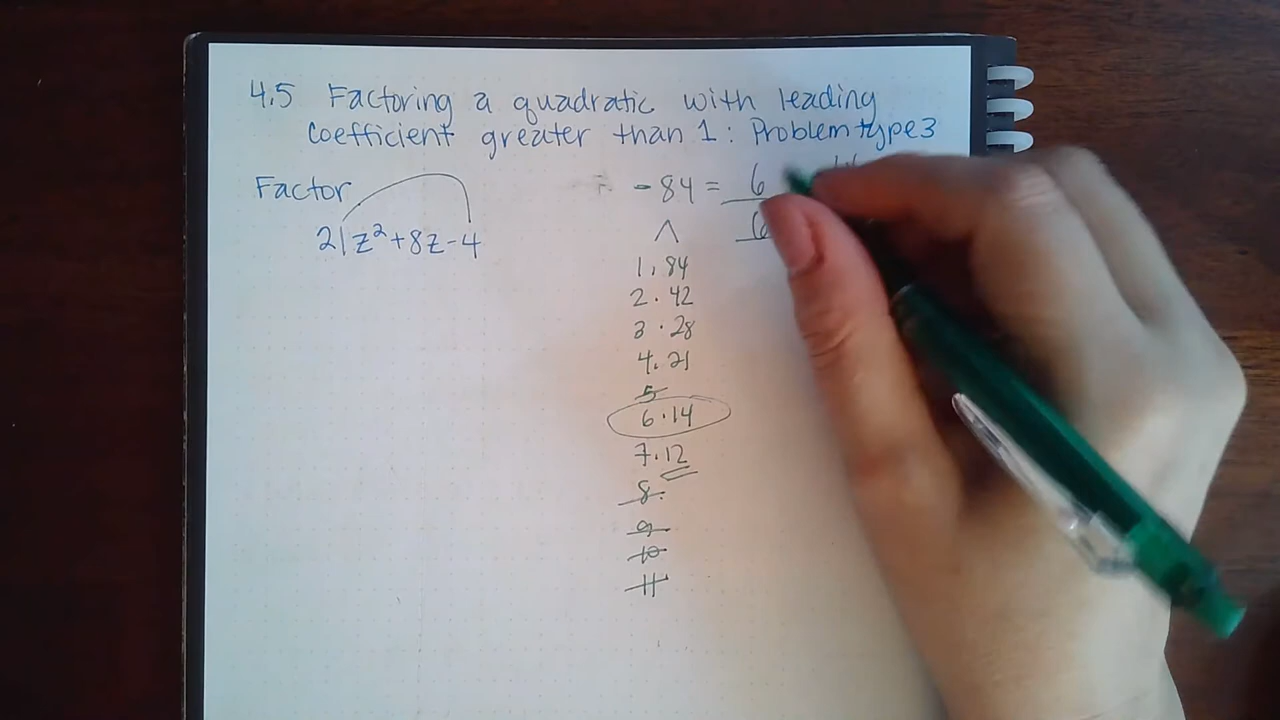 4.5 Factoring a quadratic with leading
coefficient greater than 1: Problem type 3
Factor
21z²+8z-4
-84 = 6
6
1.84
2.42
3.28
4.21
5
6.14
7.12
8.
9
10
11